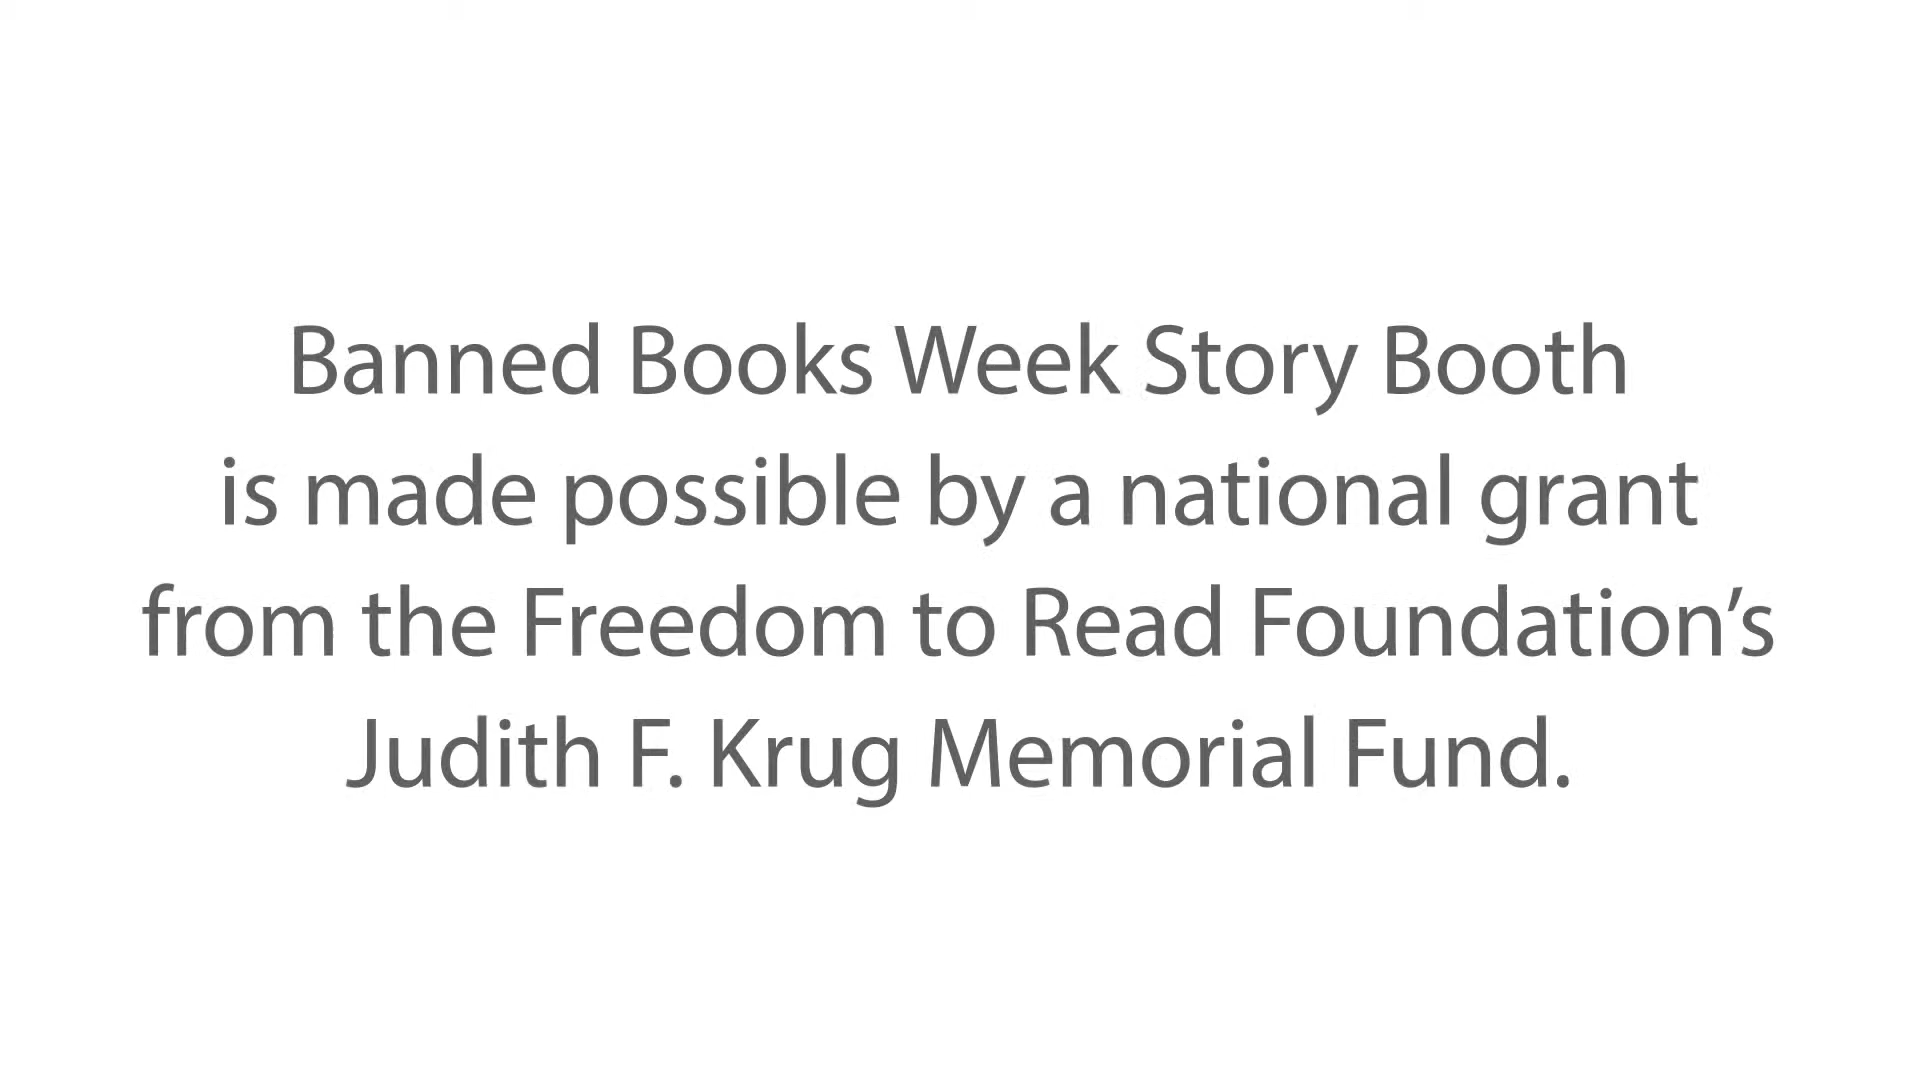 Banned Books Week Story Booth
is made possible by a national grant
from the Freedom to Read Foundation’s
Judith F. Krug Memorial Fund.